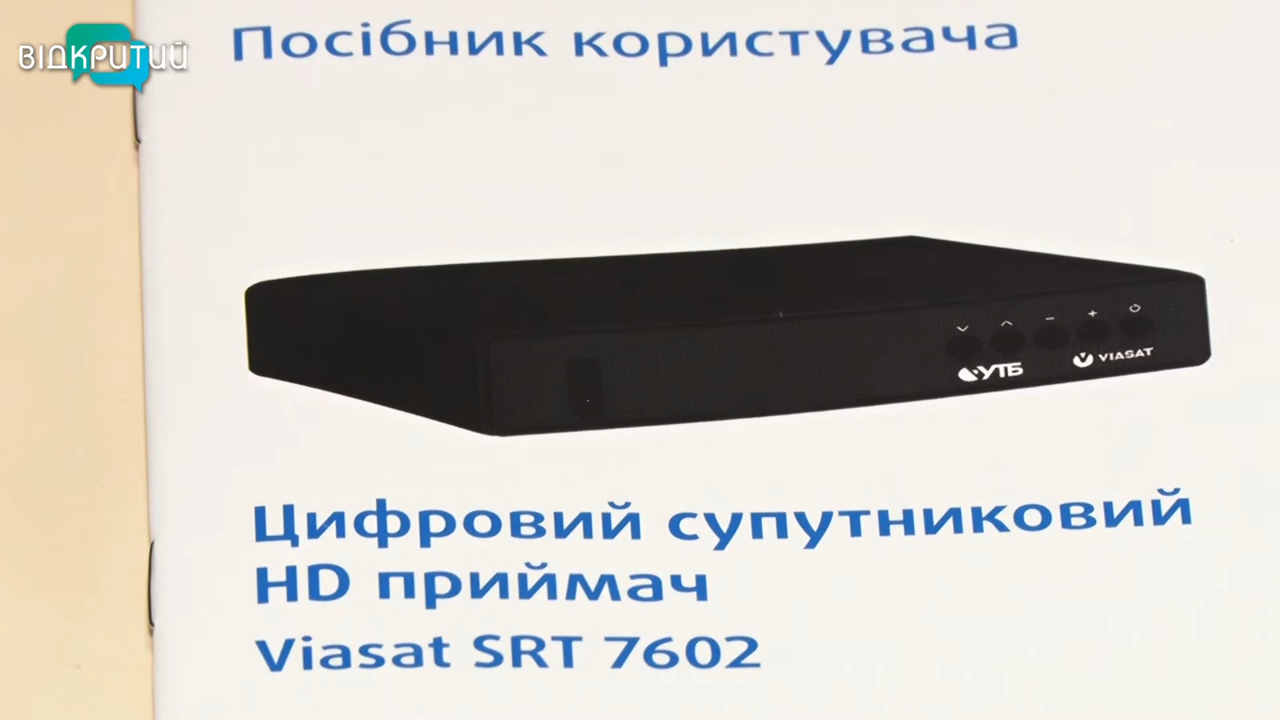 ВІДКРИТИЙ
Посібник користувача
УТБ
VIASAT
Цифровий супутниковий
HD приймач
Viasat SRT 7602